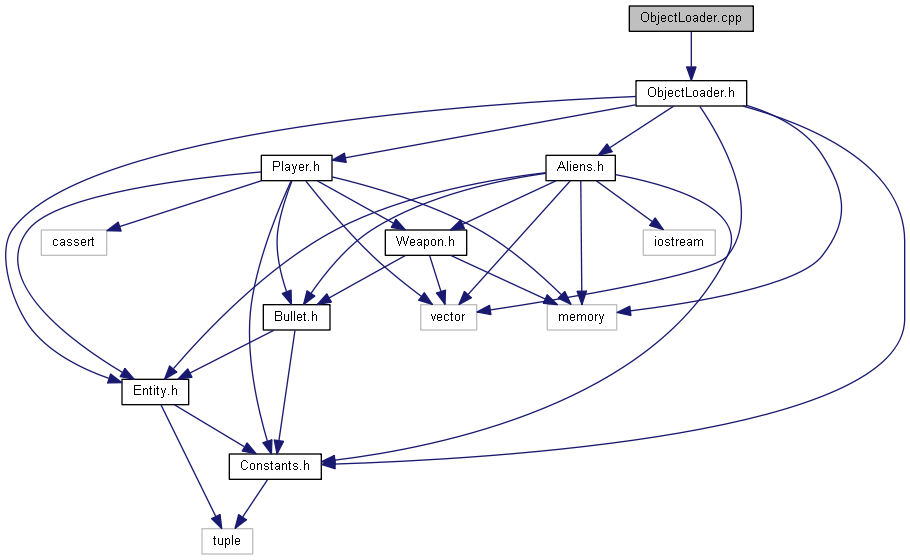 ObjectLoader.cpp
ObjectLoader.h
Player.h
Aliens.h
cassert
Weapon.h
iostream
Bullet.h
vector
memory
Entity.h
Constants.h
tuple